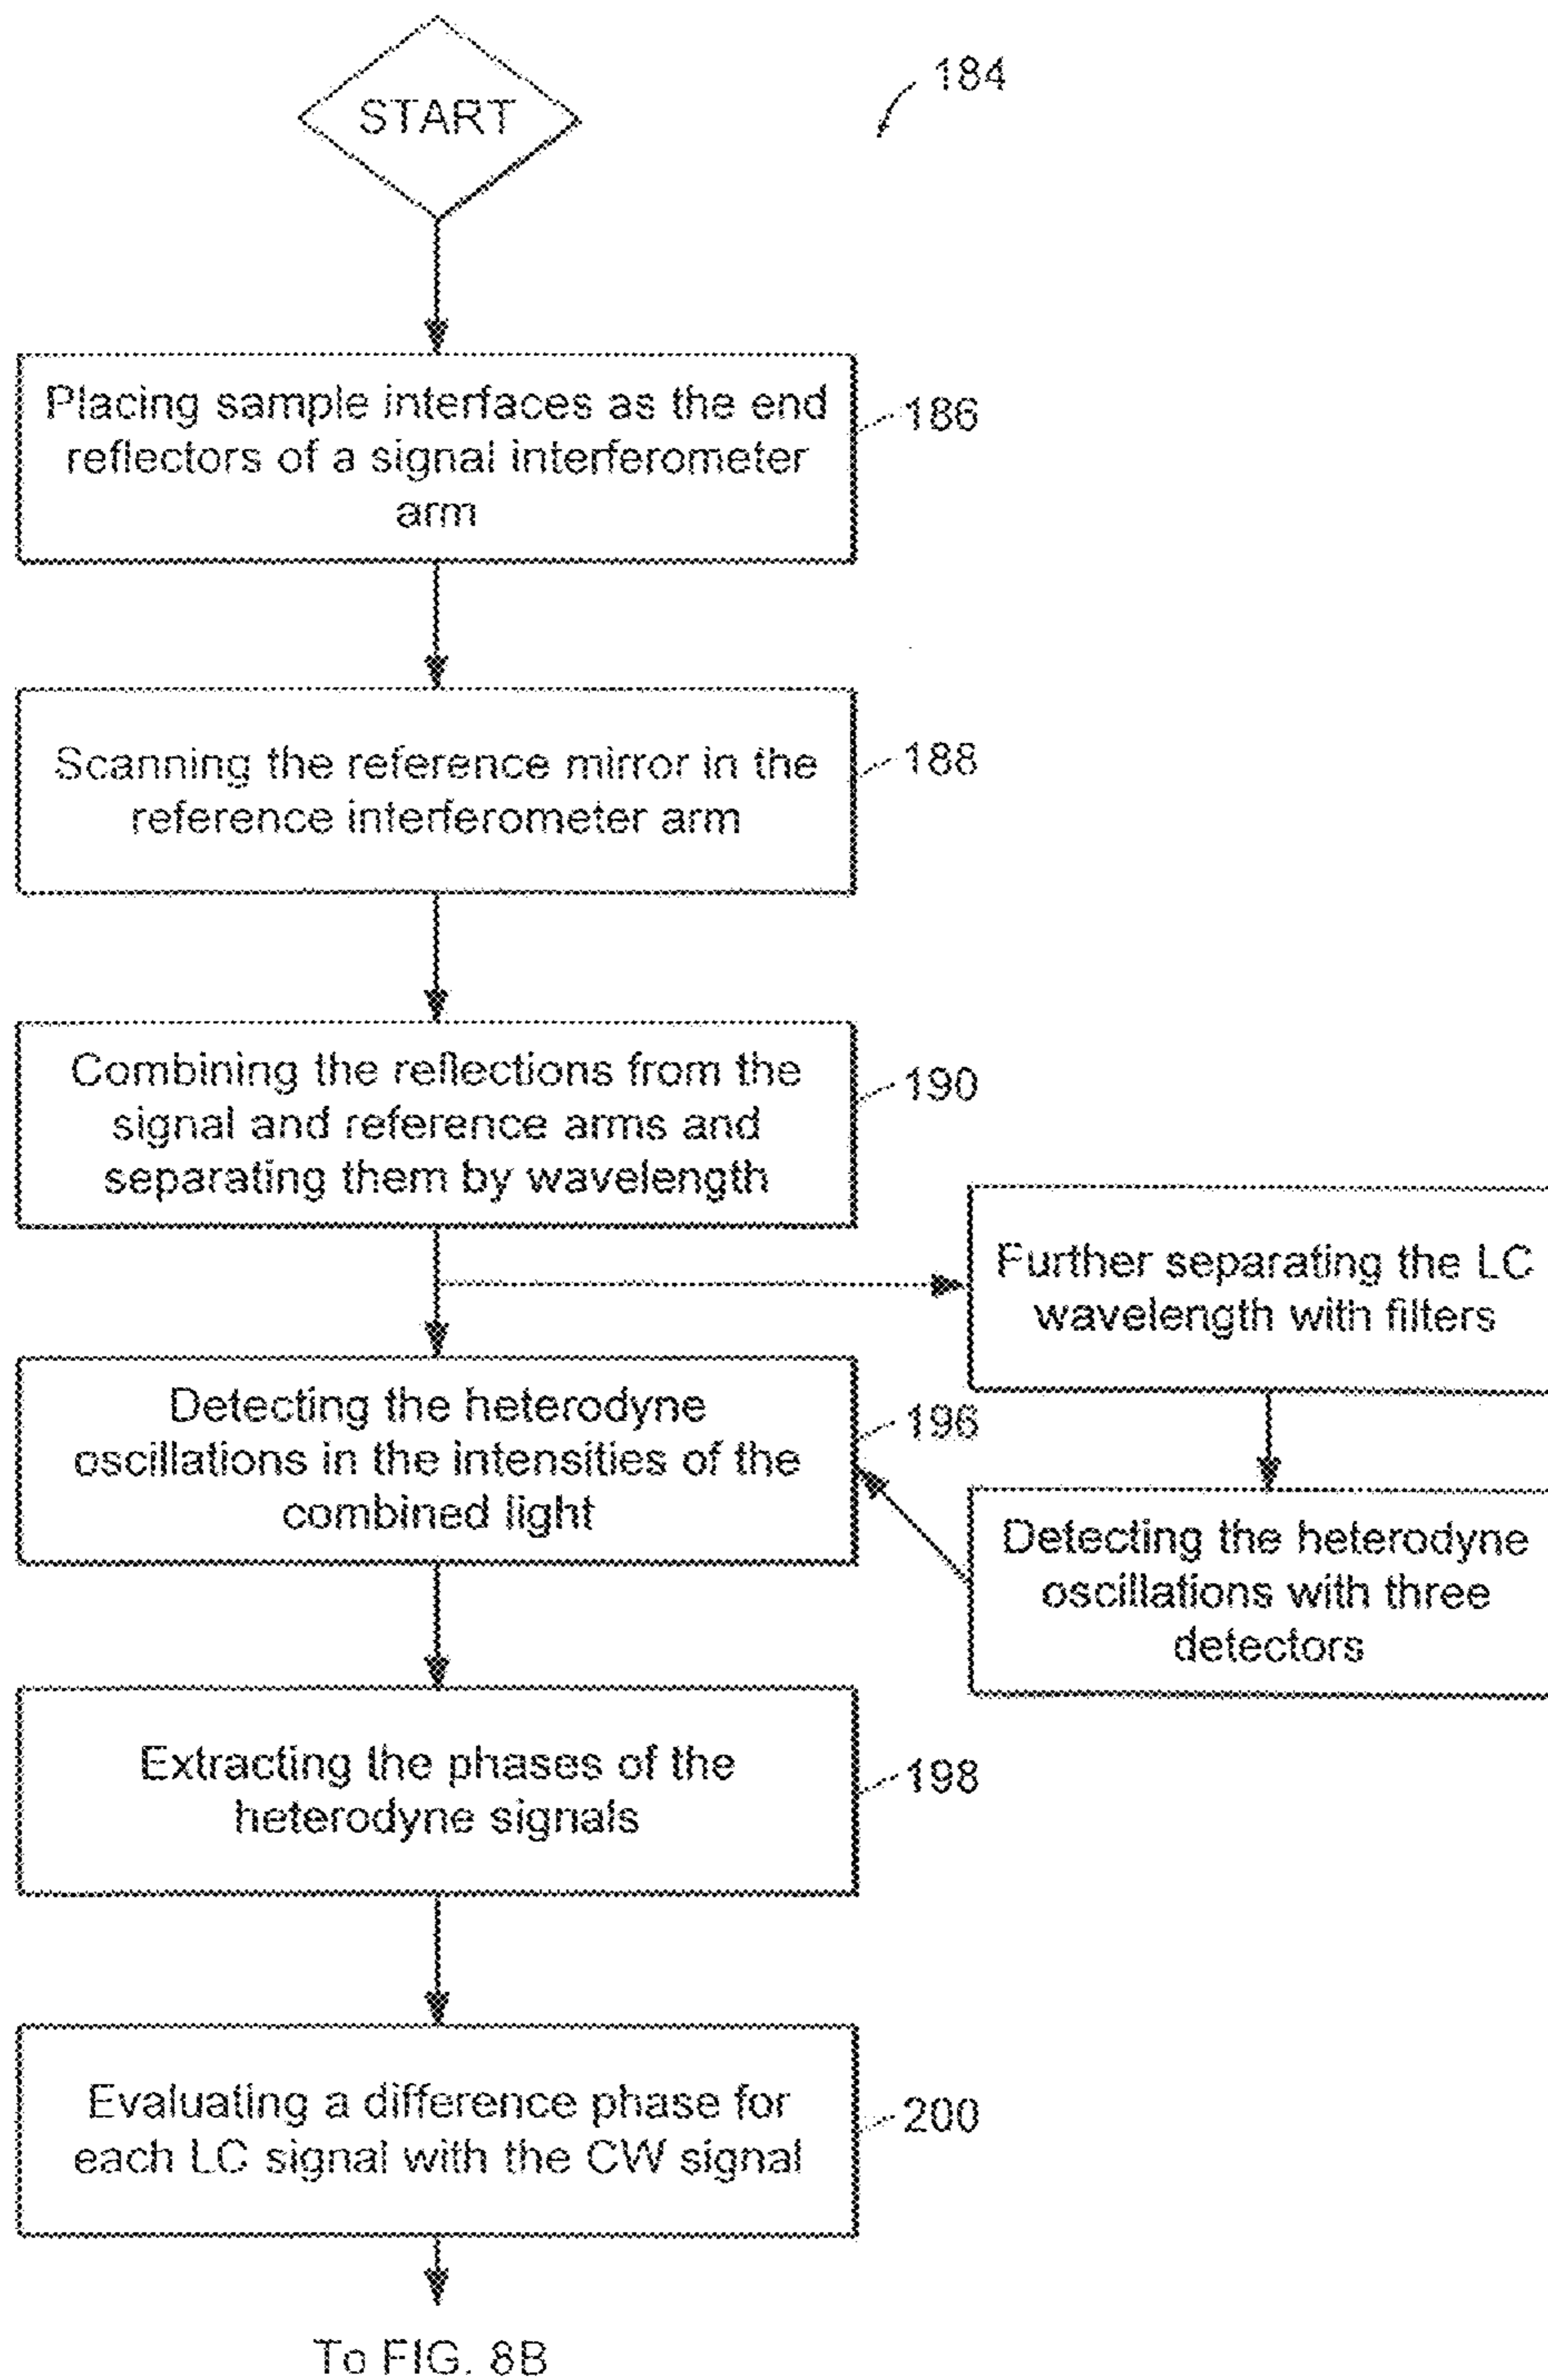 START
184
Placing sample interfaces as the end
reflectors of a signal interferometer
arm
186
Scanning the reference mirror in the
reference interferometer arm
188
Combining the reflections from the
signal and reference arms and
separating them by wavelength
190
Further separating the LC
wavelength with filters
Detecting the heterodyne
oscillations in the intensities of the
combined light
196
Detecting the heterodyne
oscillations with three
detectors
Extracting the phases of the
heterodyne signals
198
Evaluating a difference phase for
each LC signal with the CW signal
200
To FIG. 8B